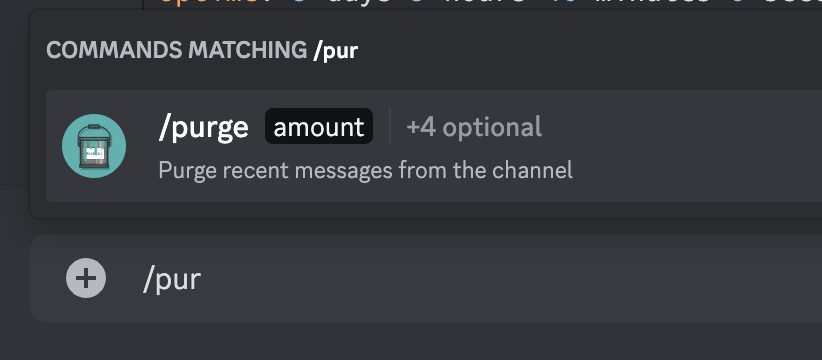 COMMANDS MATCHING /pur
/purge amount +4 optional
Purge recent messages from the channel
/pur